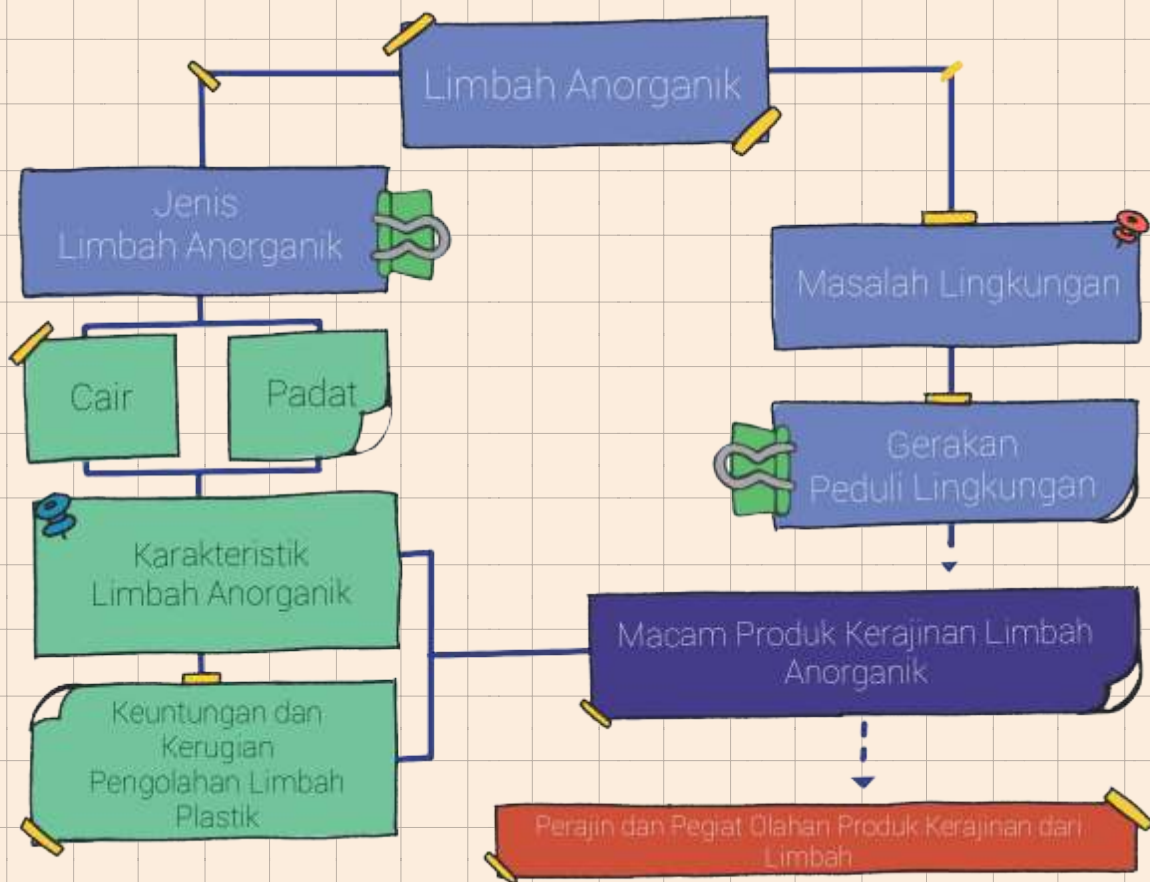 Limbah Anorganik
Jenis
Limbah Anorganik
Cair
Padat
Karakteristik
Limbah Anorganik
Keuntungan dan
Kerugian
Pengolahan Limbah
Plastik
Masalah Lingkungan
Gerakan
Peduli Lingkungan
Macam Produk Kerajinan Limbah
Anorganik
Perajin dan Pegiat Olahan Produk Kerajinan dari
Limbah